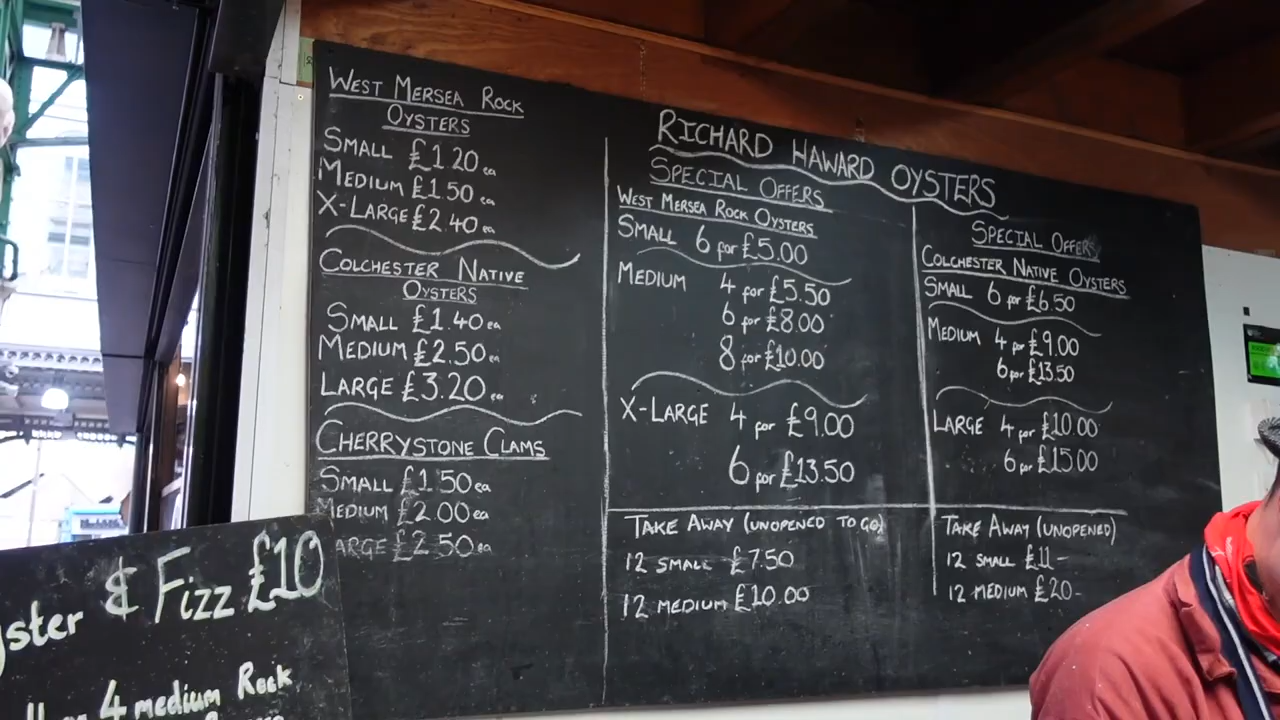 WEST MERSEA ROCK
OYSTERS
SMALL £1.20 ea
MEDIUM £1.50 ea
X-LARGE £2.40 ea
COLCHESTER NATIVE
OYSTERS
SMALL £1.40 ea
MEDIUM £2.50 ea
LARGE £3.20 ea
CHERRYSTONE CLAMS
SMALL £1.50 ea
MEDIUM £2.00 ea
ARGE £2.50 ea
RICHARD HAWARD OYSTERS
SPECIAL OFFERS
WEST MERSEA ROCK OYSTERS
SMALL 6 for £5.00
MEDIUM 4 for £5.50
6 for £8.00
8 for £10.00
X-LARGE 4 for £9.00
6 for £13.50
TAKE AWAY (UNOPENED TO GO)
12 SMALL £7.50
12 MEDIUM £10.00
SPECIAL OFFERS
COLCHESTER NATIVE OYSTERS
SMALL 6 for £6.50
MEDIUM 4 for £9.00
6 for £13.50
LARGE 4 for £10.00
6 for £15.00
TAKE AWAY (UNOPENED)
12 SMALL £11-
12 MEDIUM £20-
yster & Fizz £10
4 medium Rock